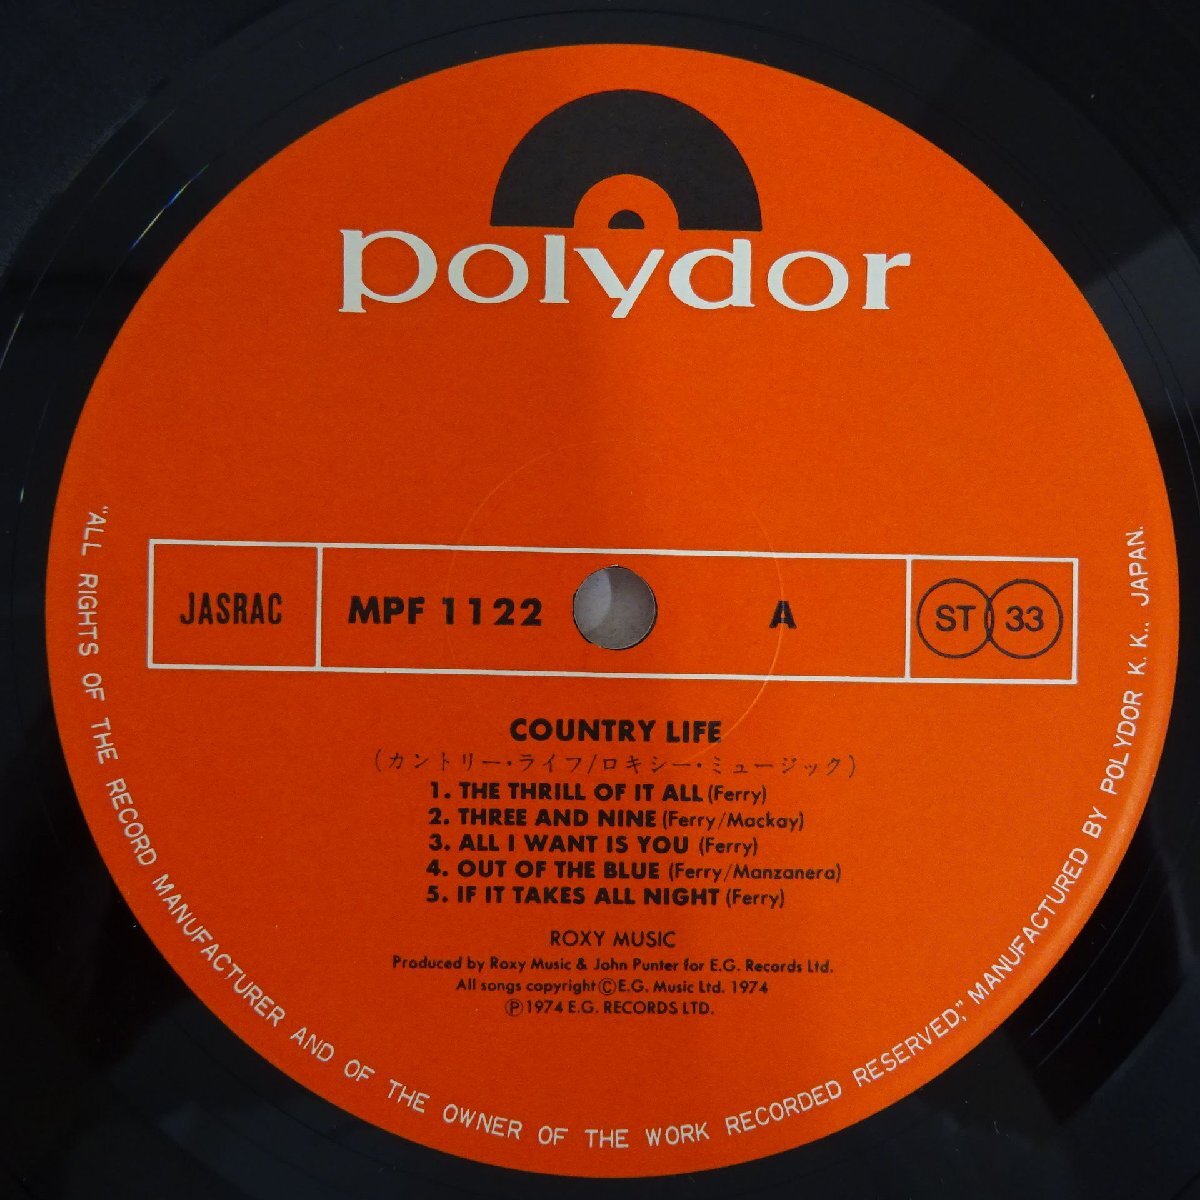 polydor
JASRAC
MPF 1122
A
ST 33
COUNTRY LIFE
(カントリー・ライフ/ロキシー・ミュージック)
1. THE THRILL OF IT ALL (Ferry)
2. THREE AND NINE (Ferry/Mackay)
3. ALL I WANT IS YOU (Ferry)
4. OUT OF THE BLUE (Ferry/Manzanera)
5. IF IT TAKES ALL NIGHT (Ferry)
ROXY MUSIC
Produced by Roxy Music & John Punter for E.G. Records Ltd.
All songs copyright Ⓒ E.G. Music Ltd. 1974
Ⓟ 1974 E.G. RECORDS LTD.
"ALL RIGHTS OF THE RECORD MANUFACTURER AND OF THE OWNER OF THE WORK RECORDED RESERVED," MANUFACTURED BY POLYDOR K. K., JAPAN.